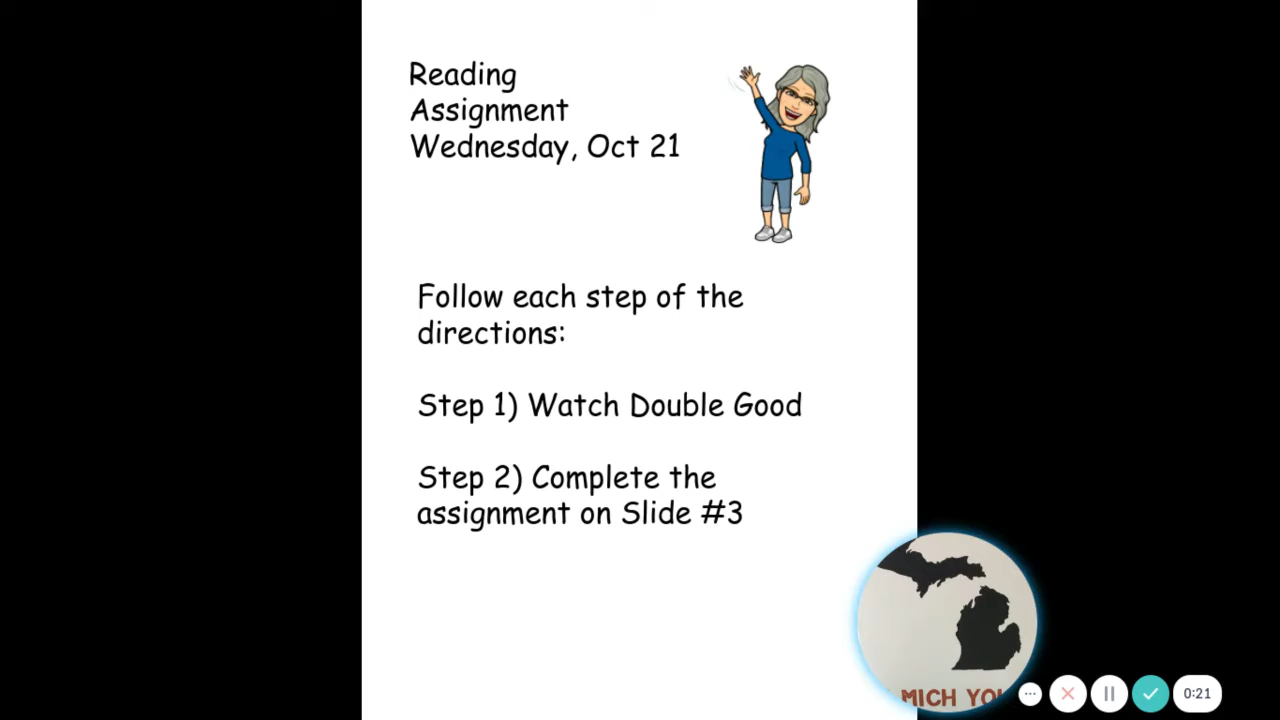 Reading
Assignment
Wednesday, Oct 21
Follow each step of the
directions:
Step 1) Watch Double Good
Step 2) Complete the
assignment on Slide #3
MICH YOU
0:21